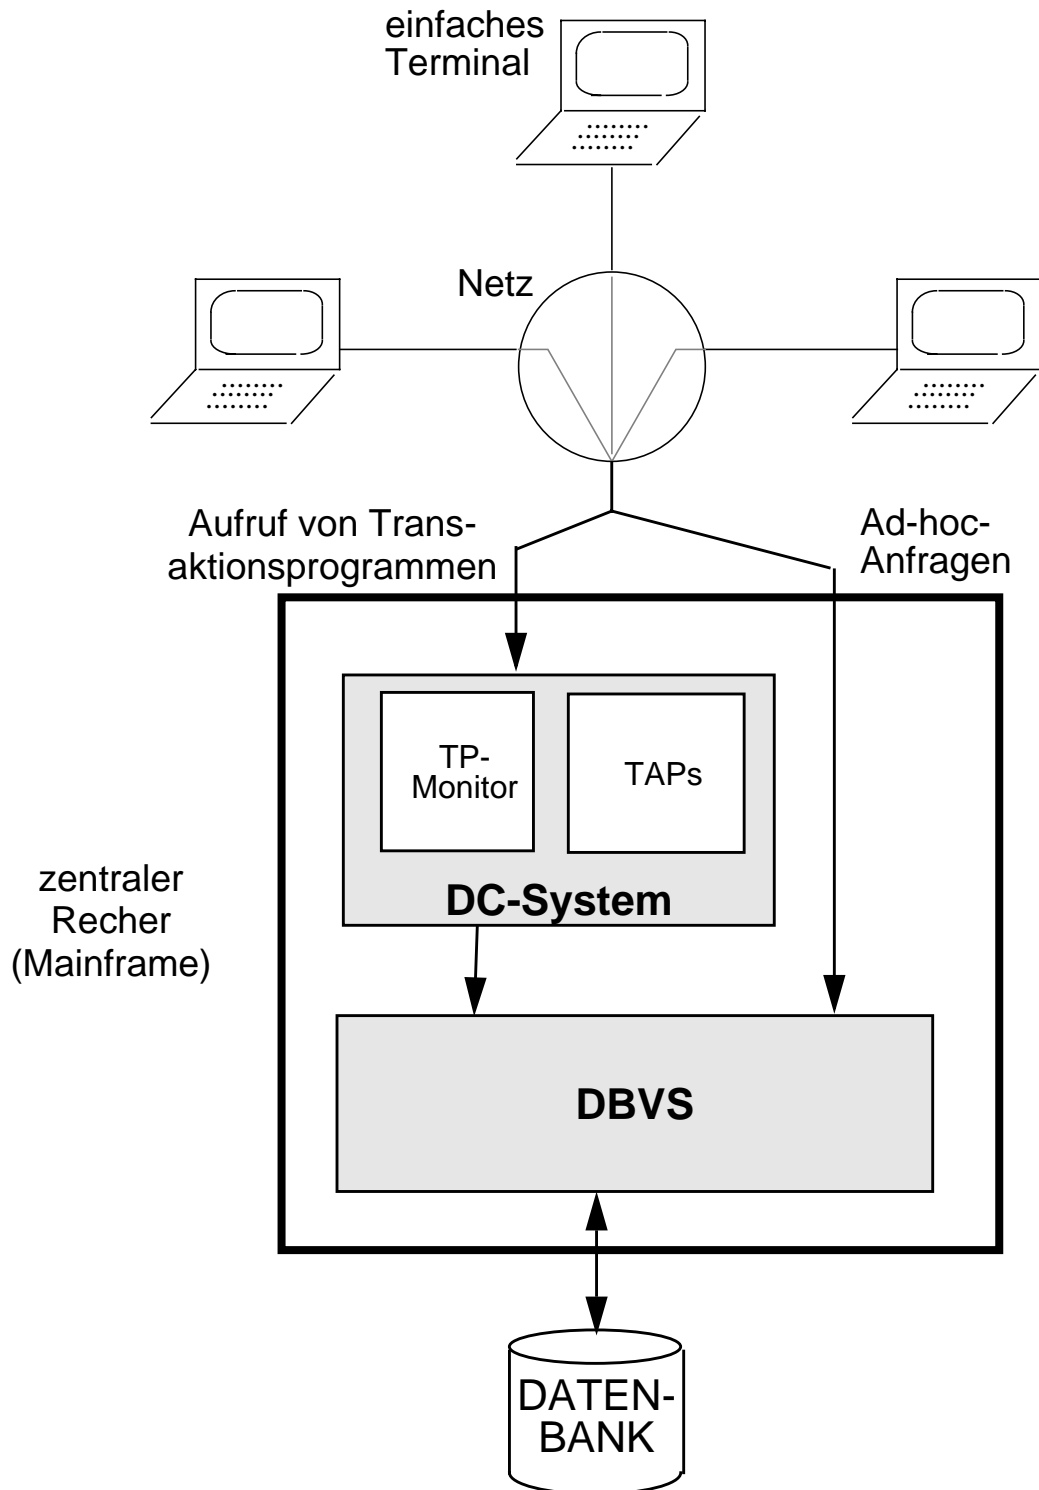 einfaches
Terminal
Netz
Aufruf von Trans-
aktionsprogrammen
Ad-hoc-
Anfragen
TP-
Monitor
TAPs
DC-System
zentraler
Recher
(Mainframe)
DBVS
DATEN-
BANK